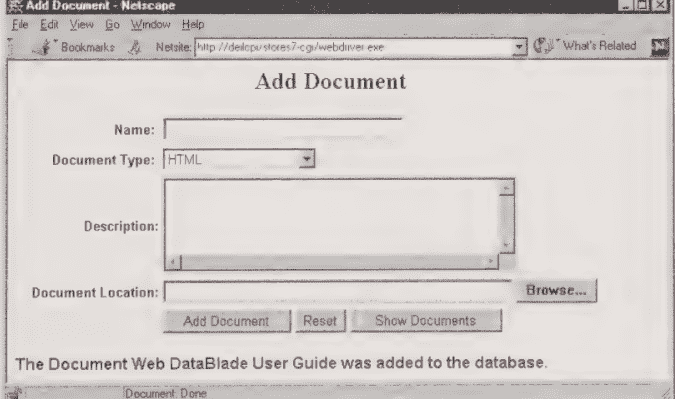 Add Document - Netscape
File Edit View Go Window Help
Bookmarks Netsite: http://dellcpi/stores7-cgi/webdriver.exe What's Related
Add Document
Name:
Document Type: HTML
Description:
Document Location: Browse...
Add Document Reset Show Documents
The Document Web DataBlade User Guide was added to the database.
Document: Done